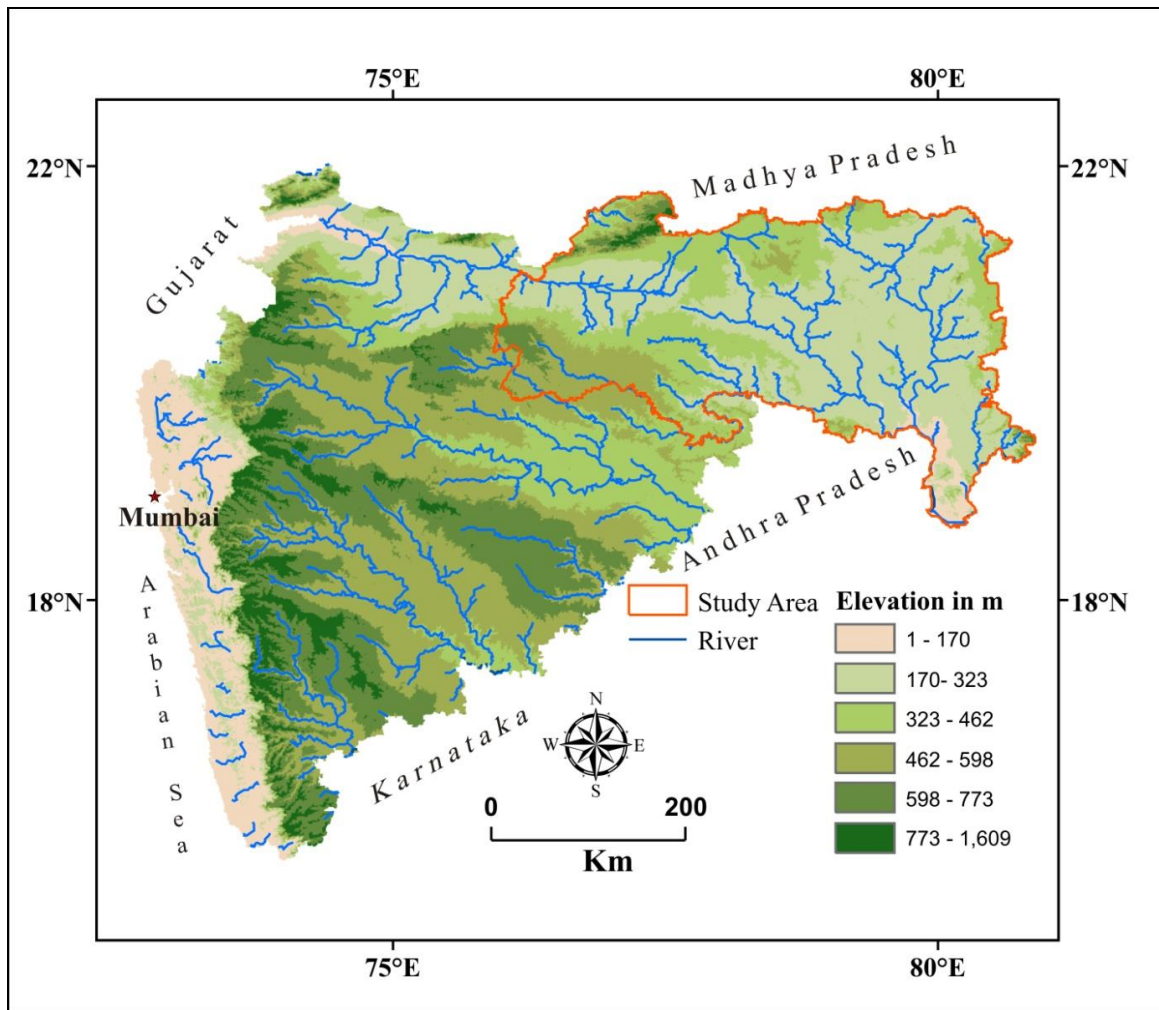 75°E
80°E
22°N
22°N
Madhya Pradesh
Gujarat
Mumbai
Andhra Pradesh
Arabian Sea
18°N
18°N
Study Area
River
Elevation in m
1 - 170
170- 323
323 - 462
462 - 598
598 - 773
773 - 1,609
Karnataka
N
W
E
S
0
200
Km
75°E
80°E